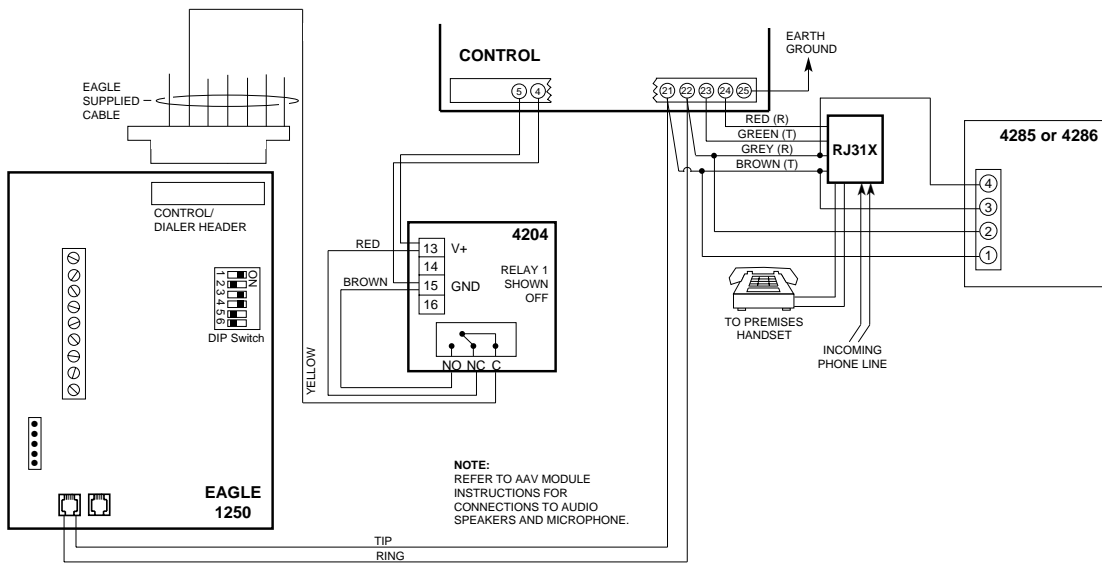 CONTROL
5 4
21 22 23 24 25
EARTH
GROUND
EAGLE
SUPPLIED
CABLE
RED (R)
GREEN (T)
GREY (R)
BROWN (T)
RJ31X
4285 or 4286
4
3
2
1
CONTROL/
DIALER HEADER
ON
1 2 3 4 5 6
DIP Switch
RED
BROWN
YELLOW
4204
13 V+
14
15 GND
16
RELAY 1
SHOWN
OFF
NO NC C
TO PREMISES
HANDSET
INCOMING
PHONE LINE
NOTE:
REFER TO AAV MODULE
INSTRUCTIONS FOR
CONNECTIONS TO AUDIO
SPEAKERS AND MICROPHONE.
EAGLE
1250
TIP
RING